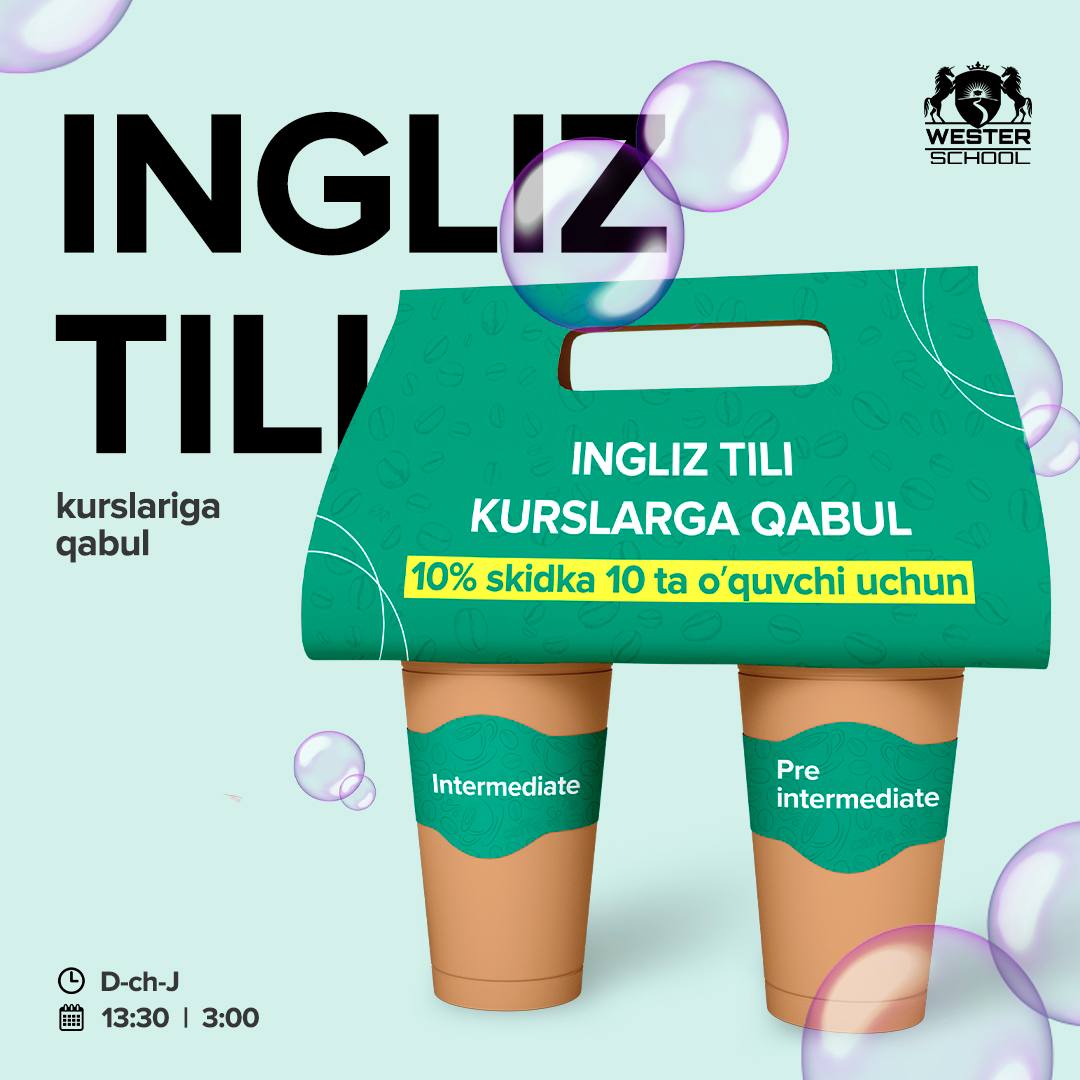 INGLIZ
TILI
kurslariga
qabul
WESTER
SCHOOL
INGLIZ TILI
KURSLARGA QABUL
10% skidka 10 ta o'quvchi uchun
Intermediate
Pre
intermediate
D-ch-J
13:30 | 3:00